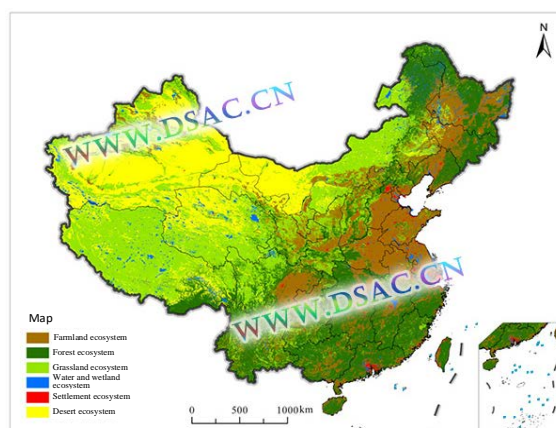 N
WWW.DSAC.CN
WWW.DSAC.CN
Map
Farmland ecosystem
Forest ecosystem
Grassland ecosystem
Water and wetland
ecosystem
Settlement ecosystem
Desert ecosystem
0 500 1000km